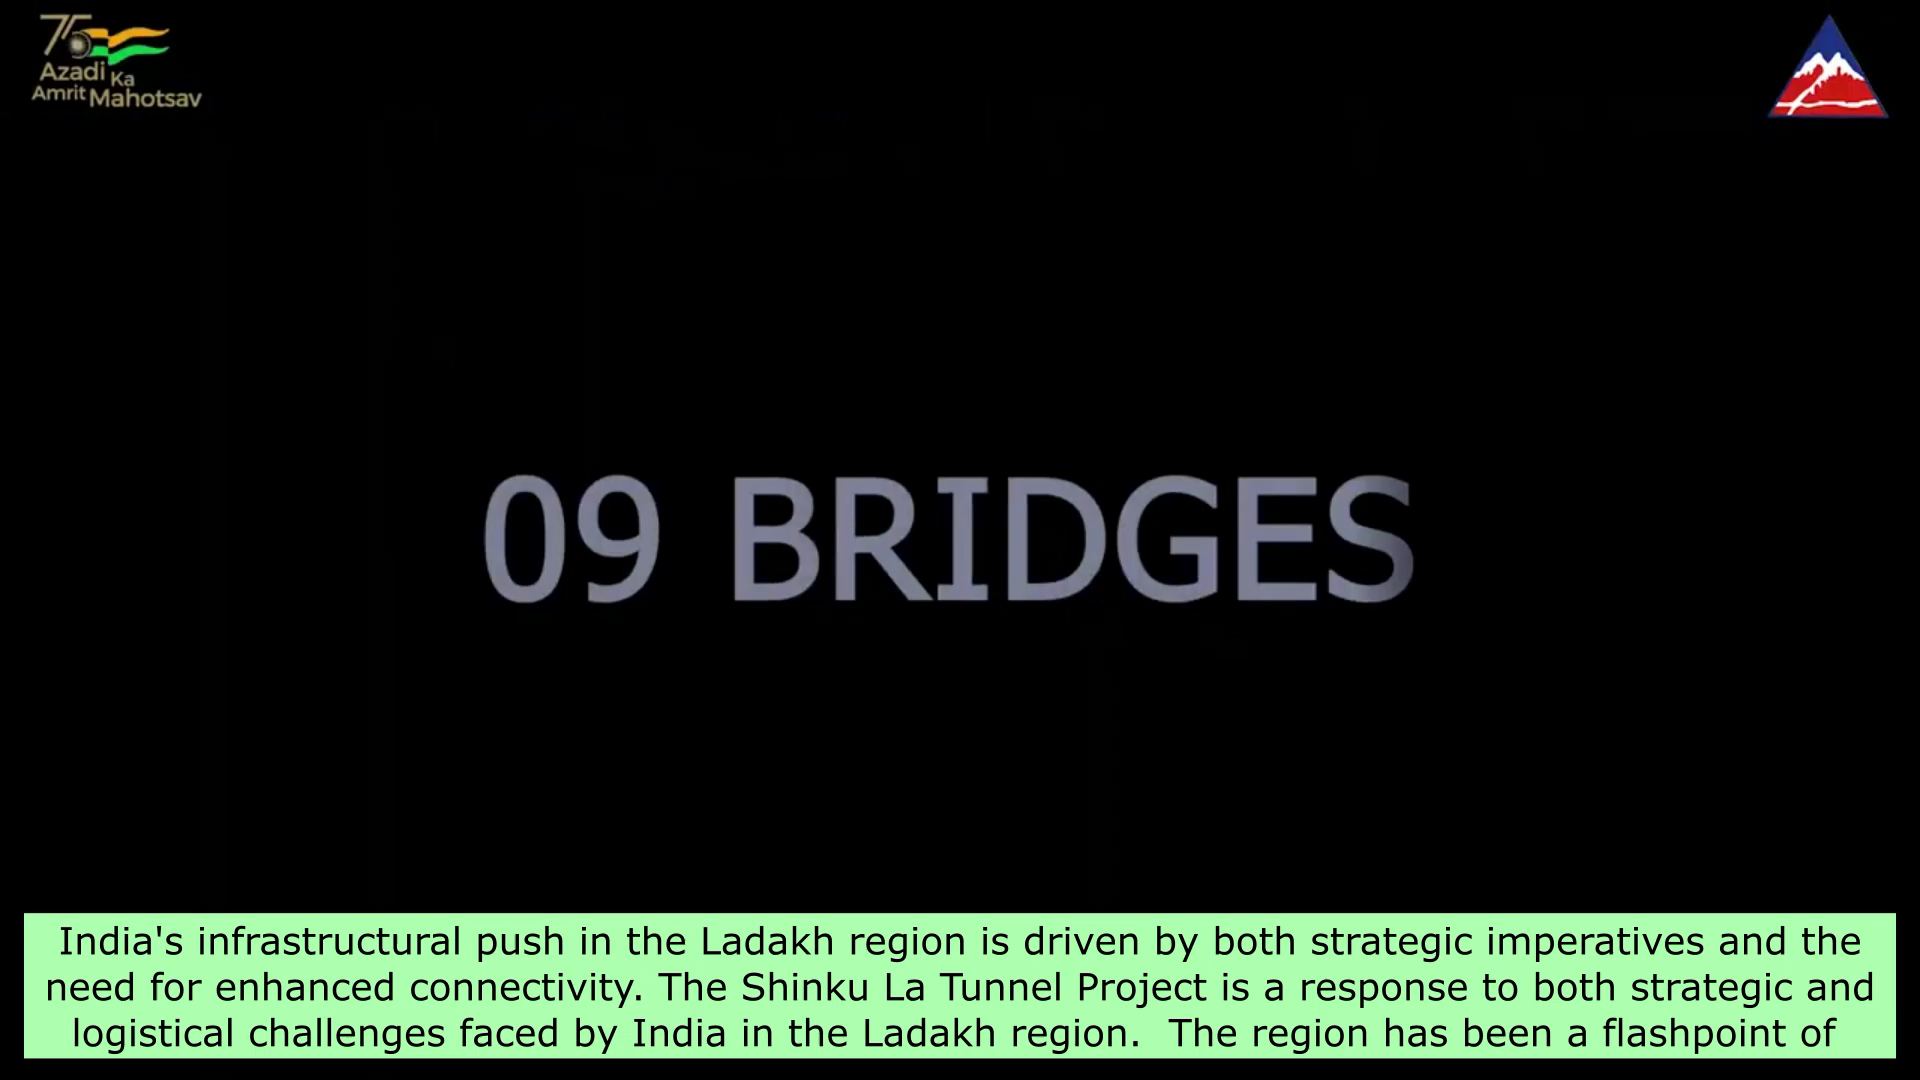 75
Azadi Ka
Amrit Mahotsav
09 BRIDGES
India's infrastructural push in the Ladakh region is driven by both strategic imperatives and the
need for enhanced connectivity. The Shinku La Tunnel Project is a response to both strategic and
logistical challenges faced by India in the Ladakh region.  The region has been a flashpoint of